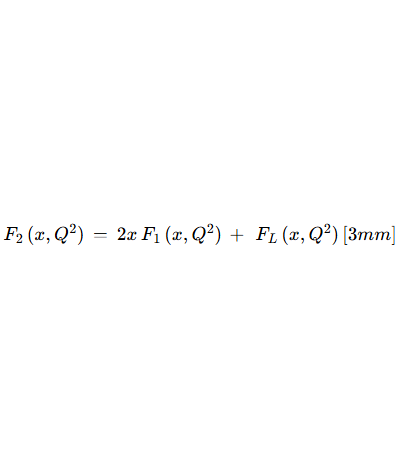 F₂ (x, Q²) = 2x F₁ (x, Q²) + F_L (x, Q²) [3mm]